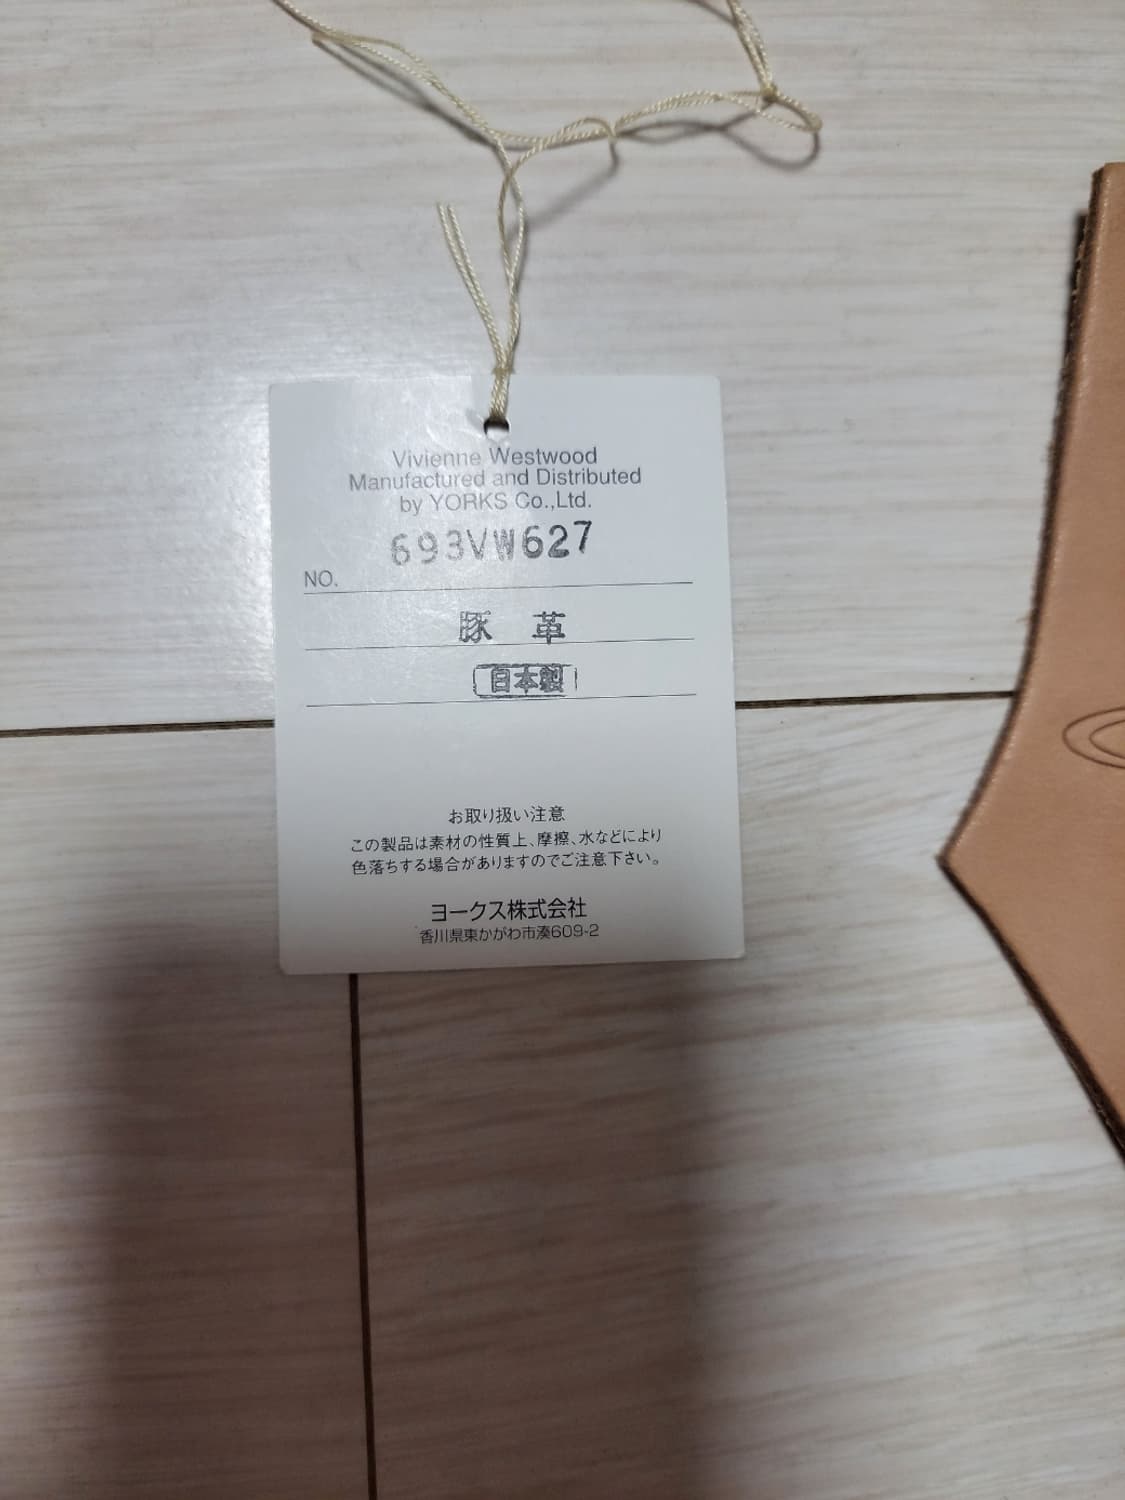 Vivienne Westwood
Manufactured and Distributed
by YORKS Co.,Ltd.
693VW627
NO.
豚 革
日本製
お取り扱い注意
この製品は素材の性質上、摩擦、水などにより
色落ちする場合がありますのでご注意下さい。
ヨークス株式会社
香川県東かがわ市湊609-2